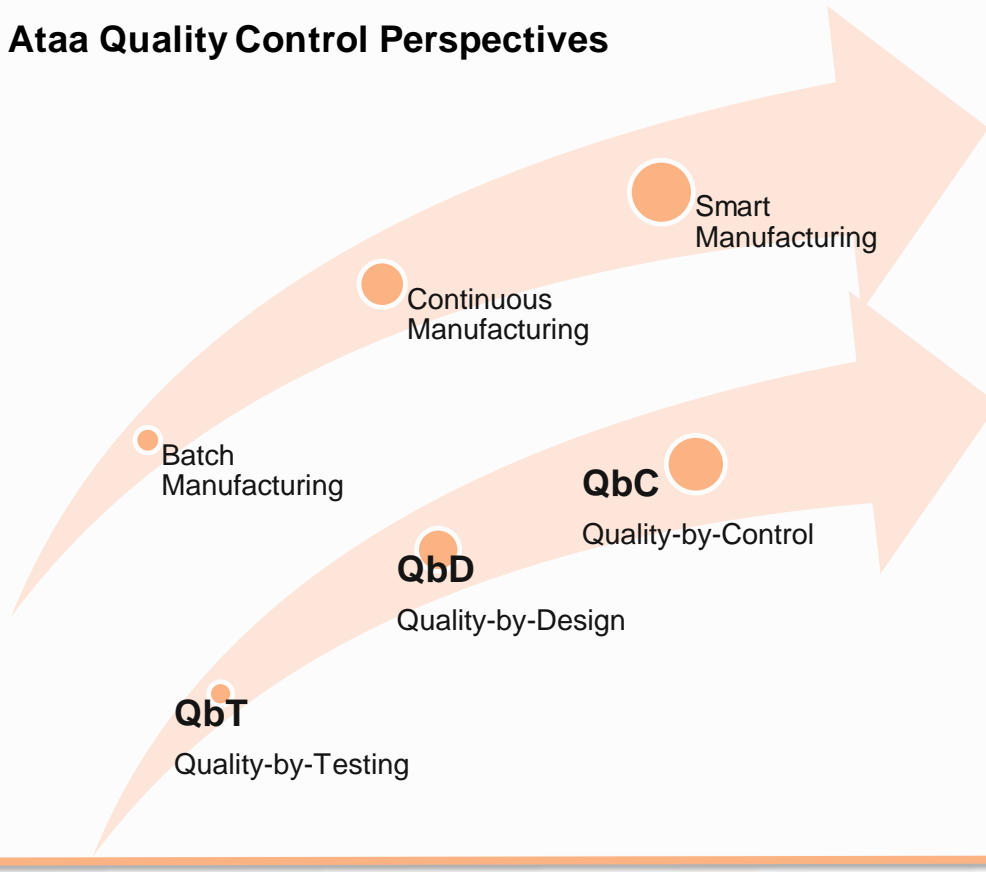 Ataa Quality Control Perspectives
Smart
Manufacturing
Continuous
Manufacturing
Batch
Manufacturing
QbC
Quality-by-Control
QbD
Quality-by-Design
QbT
Quality-by-Testing